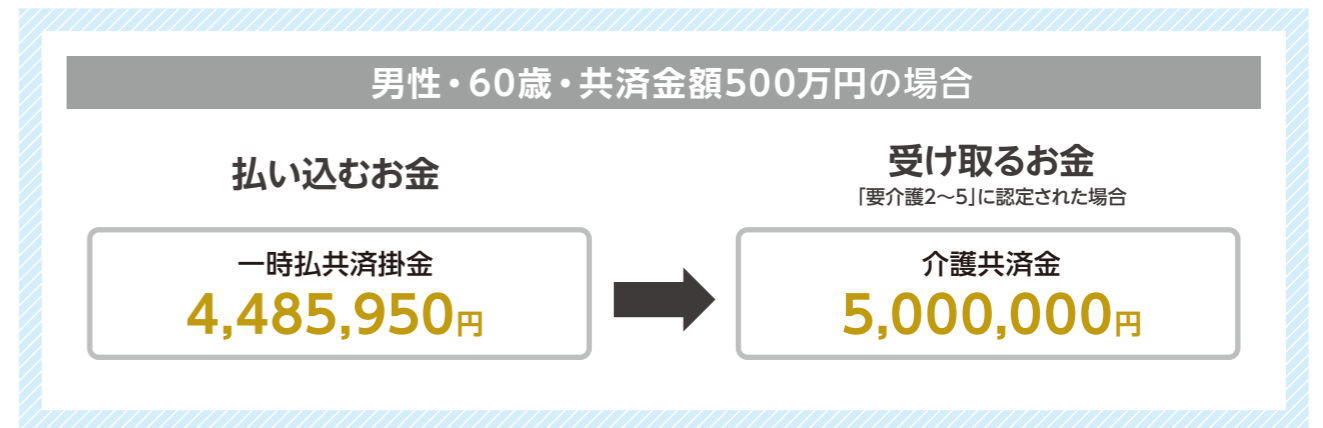 男性・60歳・共済金額500万円の場合
払い込むお金
一時払共済掛金
4,485,950円
受け取るお金
「要介護2～5」に認定された場合
介護共済金
5,000,000円